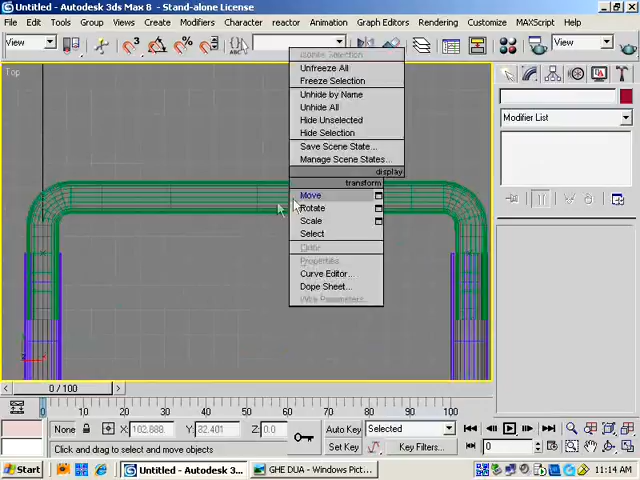 Untitled - Autodesk 3ds Max 8 - Stand-alone License
File Edit Tools Group Views Create Modifiers Character reactor Animation Graph Editors Rendering Customize MAXScript Help
View
View
Top
Isolate Selection
Unfreeze All
Freeze Selection
Unhide by Name
Unhide All
Hide Unselected
Hide Selection
Save Scene State...
Manage Scene States...
display
transform
Move
Rotate
Scale
Select
Clone
Properties...
Curve Editor...
Dope Sheet...
Wire Parameters...
Modifier List
0 / 100
0 10 20 30 40 50 60 70 80 90 100
None X: 102.888 Y: 32.401 Z: 0.0
Auto Key Selected
Click and drag to select and move objects
Set Key Key Filters... 0
Start Untitled - Autodesk 3... GHE DUA - Windows Pict... 11:14 AM